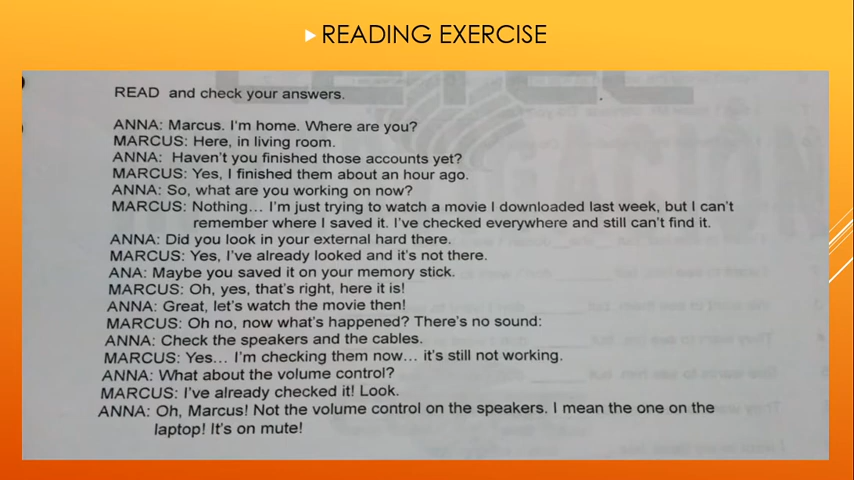 READING EXERCISE
READ and check your answers.
ANNA: Marcus. I'm home. Where are you?
MARCUS: Here, in living room.
ANNA: Haven't you finished those accounts yet?
MARCUS: Yes, I finished them about an hour ago.
ANNA: So, what are you working on now?
MARCUS: Nothing... I'm just trying to watch a movie I downloaded last week, but I can't
remember where I saved it. I've checked everywhere and still can't find it.
ANNA: Did you look in your external hard there.
MARCUS: Yes, I've already looked and it's not there.
ANA: Maybe you saved it on your memory stick.
MARCUS: Oh, yes, that's right, here it is!
ANNA: Great, let's watch the movie then!
MARCUS: Oh no, now what's happened? There's no sound:
ANNA: Check the speakers and the cables.
MARCUS: Yes... I'm checking them now... it's still not working.
ANNA: What about the volume control?
MARCUS: I've already checked it! Look.
ANNA: Oh, Marcus! Not the volume control on the speakers. I mean the one on the
laptop! It's on mute!